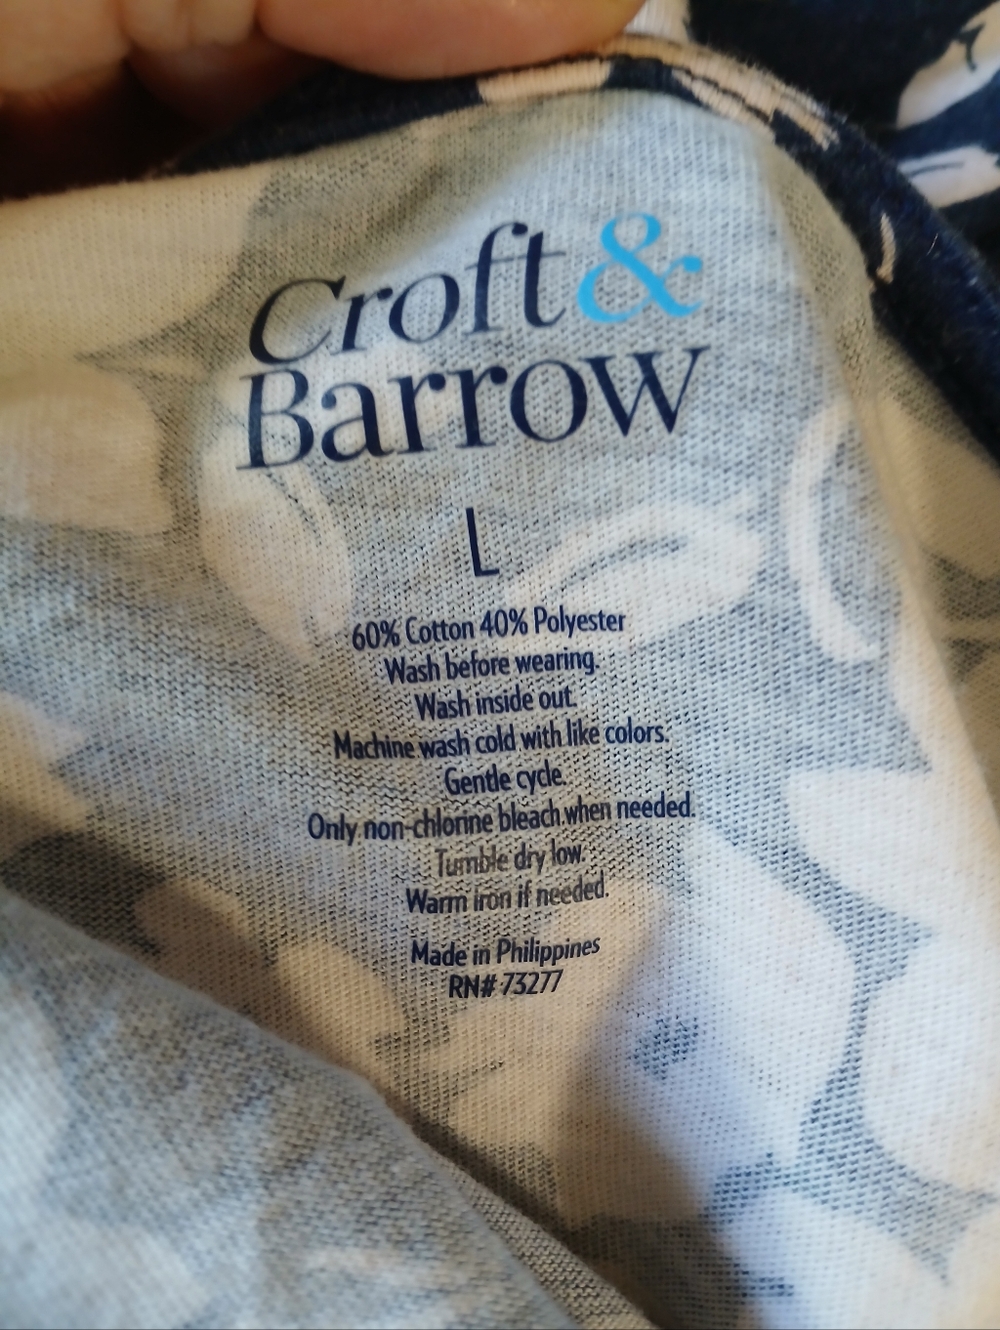 Croft &
Barrow
L
60% Cotton 40% Polyester
Wash before wearing.
Wash inside out.
Machine wash cold with like colors.
Gentle cycle.
Only non-chlorine bleach when needed.
Tumble dry low.
Warm iron if needed.
Made in Philippines
RN# 73277